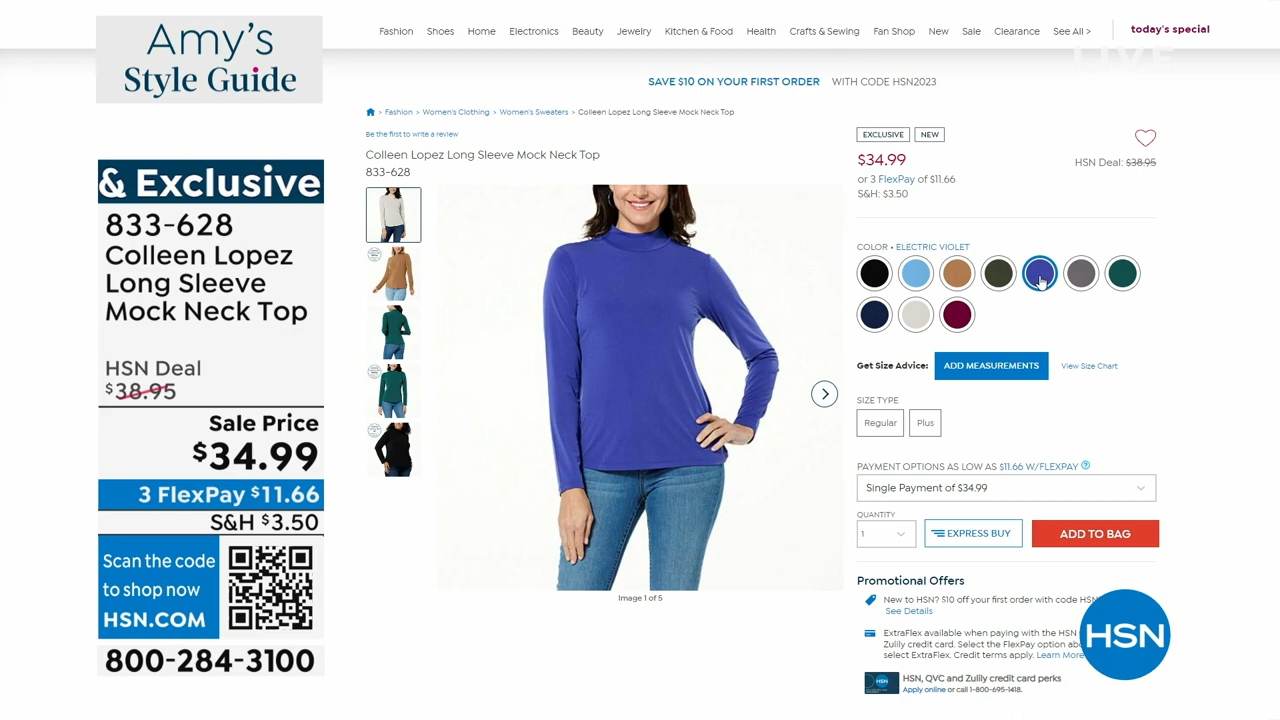 Amy's
Style Guide
Fashion Shoes Home Electronics Beauty Jewelry Kitchen & Food Health Crafts & Sewing Fan Shop New Sale Clearance See All > today's special
LIVE
SAVE $10 ON YOUR FIRST ORDER WITH CODE HSN2023
> Fashion > Women's Clothing > Women's Sweaters > Colleen Lopez Long Sleeve Mock Neck Top
Be the first to write a review
Colleen Lopez Long Sleeve Mock Neck Top
833-628
& Exclusive
833-628
Colleen Lopez
Long Sleeve
Mock Neck Top
HSN Deal
$38.95
Sale Price
$34.99
3 FlexPay $11.66
S&H $3.50
Scan the code
to shop now
HSN.COM
800-284-3100
Image 1 of 5
EXCLUSIVE NEW
$34.99 HSN Deal: $38.95
or 3 FlexPay of $11.66
S&H: $3.50
COLOR • ELECTRIC VIOLET
Get Size Advice: ADD MEASUREMENTS View Size Chart
SIZE TYPE
Regular Plus
PAYMENT OPTIONS AS LOW AS $11.66 W/FLEXPAY ?
Single Payment of $34.99
QUANTITY
1 EXPRESS BUY ADD TO BAG
Promotional Offers
New to HSN? $10 off your first order with code HSN
See Details
ExtraFlex available when paying with the HSN
Zulily credit card. Select the FlexPay option
select ExtraFlex. Credit terms apply. Learn More
HSN
HSN, QVC and Zulily credit card perks
Apply online or call 1-800-695-1418.